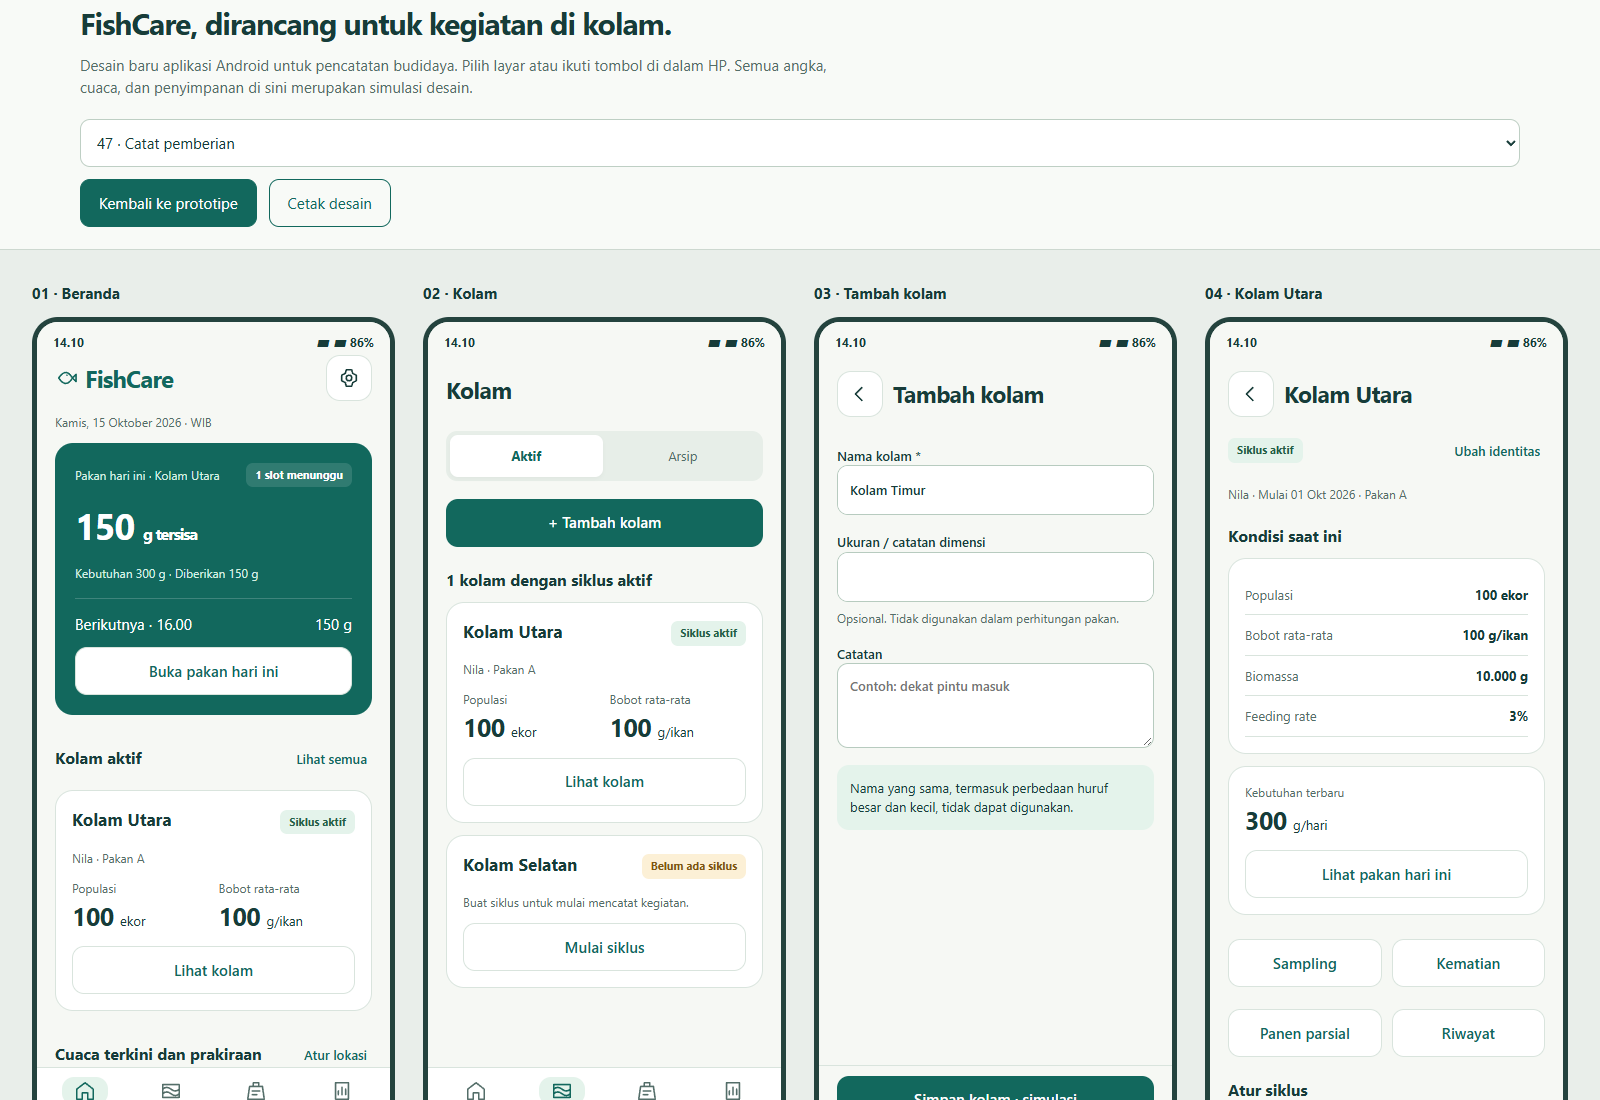 FishCare, dirancang untuk kegiatan di kolam.
Desain baru aplikasi Android untuk pencatatan budidaya. Pilih layar atau ikuti tombol di dalam HP. Semua angka,
cuaca, dan penyimpanan di sini merupakan simulasi desain.
47 · Catat pemberian
Kembali ke prototipe
Cetak desain
01 · Beranda
14.10
86%
FishCare
Kamis, 15 Oktober 2026 · WIB
Pakan hari ini · Kolam Utara
1 slot menunggu
150 g tersisa
Kebutuhan 300 g · Diberikan 150 g
Berikutnya · 16.00
150 g
Buka pakan hari ini
Kolam aktif
Lihat semua
Kolam Utara
Siklus aktif
Nila · Pakan A
Populasi
Bobot rata-rata
100 ekor
100 g/ikan
Lihat kolam
Cuaca terkini dan prakiraan
Atur lokasi
02 · Kolam
14.10
86%
Kolam
Aktif
Arsip
+ Tambah kolam
1 kolam dengan siklus aktif
Kolam Utara
Siklus aktif
Nila · Pakan A
Populasi
Bobot rata-rata
100 ekor
100 g/ikan
Lihat kolam
Kolam Selatan
Belum ada siklus
Buat siklus untuk mulai mencatat kegiatan.
Mulai siklus
03 · Tambah kolam
14.10
86%
Tambah kolam
Nama kolam *
Kolam Timur
Ukuran / catatan dimensi
Opsional. Tidak digunakan dalam perhitungan pakan.
Catatan
Contoh: dekat pintu masuk
Nama yang sama, termasuk perbedaan huruf
besar dan kecil, tidak dapat digunakan.
Simpan kolam · simulasi
04 · Kolam Utara
14.10
86%
Kolam Utara
Siklus aktif
Ubah identitas
Nila · Mulai 01 Okt 2026 · Pakan A
Kondisi saat ini
Populasi
100 ekor
Bobot rata-rata
100 g/ikan
Biomassa
10.000 g
Feeding rate
3%
Kebutuhan terbaru
300 g/hari
Lihat pakan hari ini
Sampling
Kematian
Panen parsial
Riwayat
Atur siklus